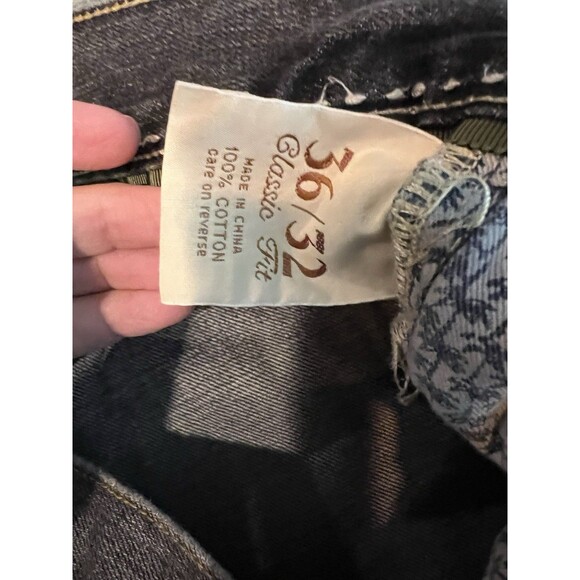 36/32
Classic Fit
MADE IN CHINA
100% COTTON
care on reverse